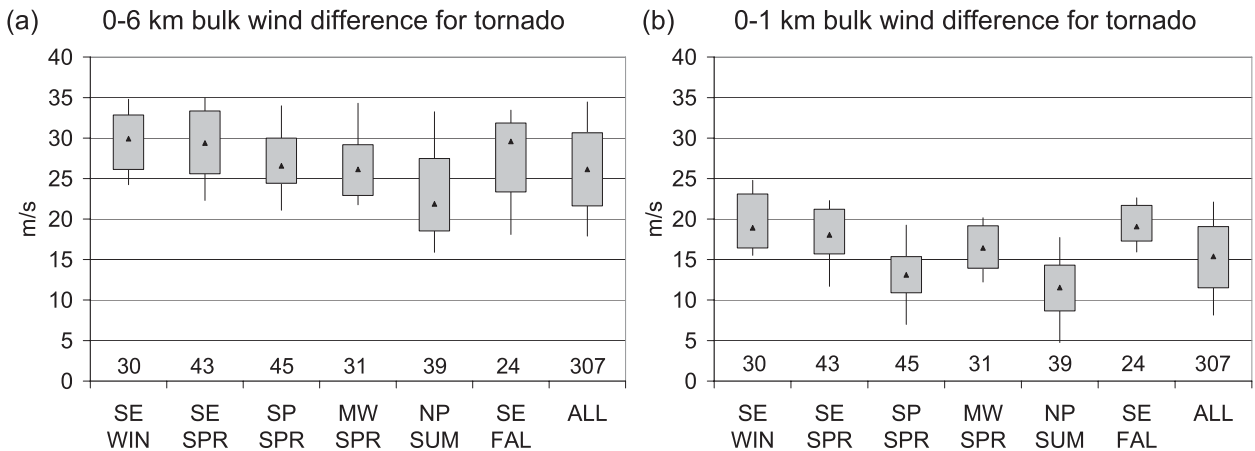 (a) 0-6 km bulk wind difference for tornado
40
35
30
25
20
15
10
5
0
m/s
30 43 45 31 39 24 307
SE SE SP MW NP SE ALL
WIN SPR SPR SPR SUM FAL
(b) 0-1 km bulk wind difference for tornado
40
35
30
25
20
15
10
5
0
m/s
30 43 45 31 39 24 307
SE SE SP MW NP SE ALL
WIN SPR SPR SPR SUM FAL